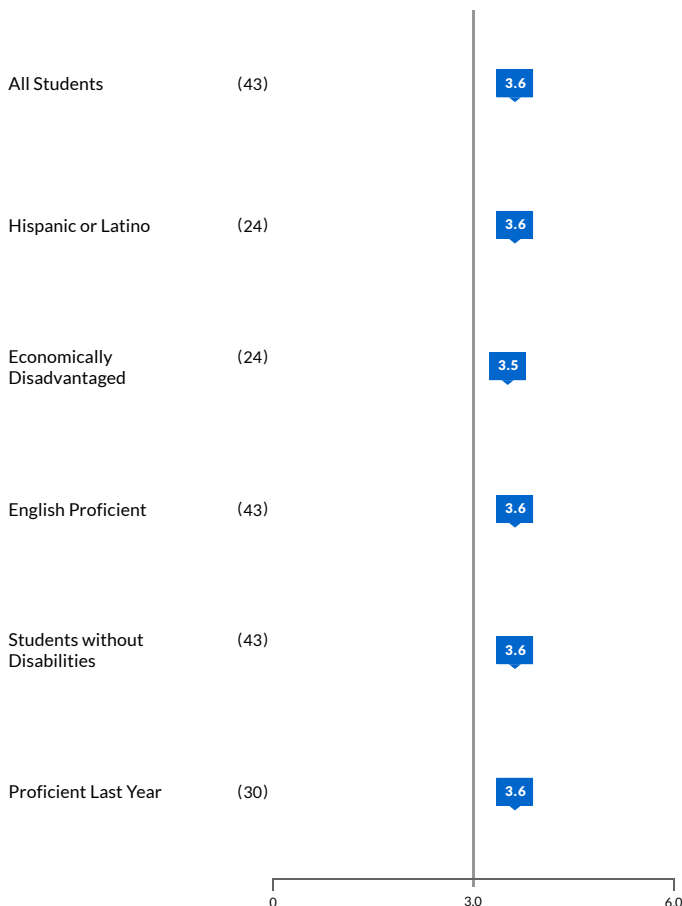 All Students (43) 3.6
Hispanic or Latino (24) 3.6
Economically (24) 3.5
Disadvantaged
English Proficient (43) 3.6
Students without (43) 3.6
Disabilities
Proficient Last Year (30) 3.6
0 3.0 6.0